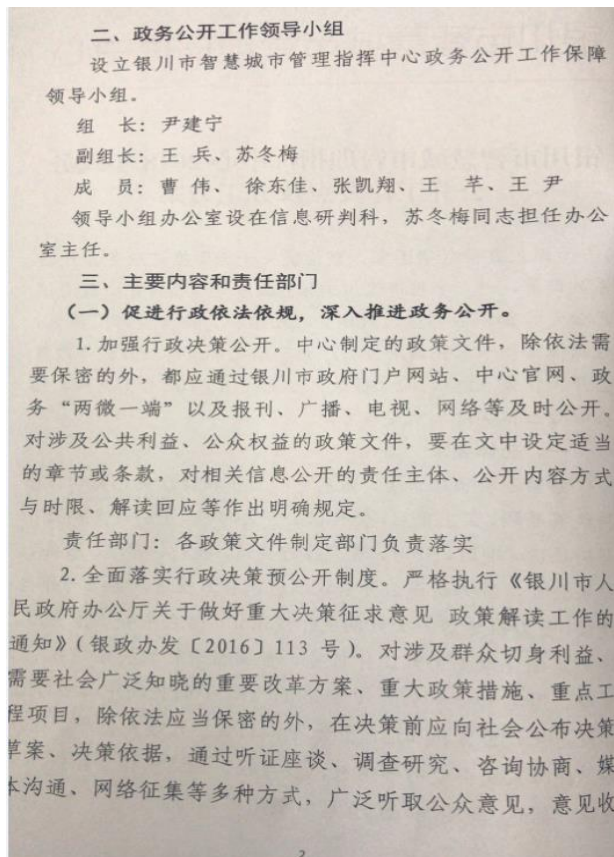 二、政务公开工作领导小组
设立银川市智慧城市管理指挥中心政务公开工作保障
领导小组。
组　长：尹建宁
副组长：王 兵、苏冬梅
成　员：曹 伟、 徐东佳、张凯翔、王　芊、王 尹
领导小组办公室设在信息研判科，苏冬梅同志担任办公
室主任。
三、主要内容和责任部门
（一）促进行政依法依规，深入推进政务公开。
1.加强行政决策公开。中心制定的政策文件，除依法需
要保密的外，都应通过银川市政府门户网站、中心官网、政
务“两微一端”以及报刊、广播、电视、网络等及时公开。
对涉及公共利益、公众权益的政策文件，要在文中设定适当
的章节或条款，对相关信息公开的责任主体、公开内容方式
与时限、解读回应等作出明确规定。
责任部门：各政策文件制定部门负责落实
2.全面落实行政决策预公开制度。严格执行《银川市人
民政府办公厅关于做好重大决策征求意见 政策解读工作的
通知》（银政办发〔2016〕113 号）。对涉及群众切身利益、
需要社会广泛知晓的重要改革方案、重大政策措施、重点工
程项目，除依法应当保密的外，在决策前应向社会公布决策
草案、决策依据，通过听证座谈、调查研究、咨询协商、媒
体沟通、网络征集等多种方式，广泛听取公众意见，意见收
2